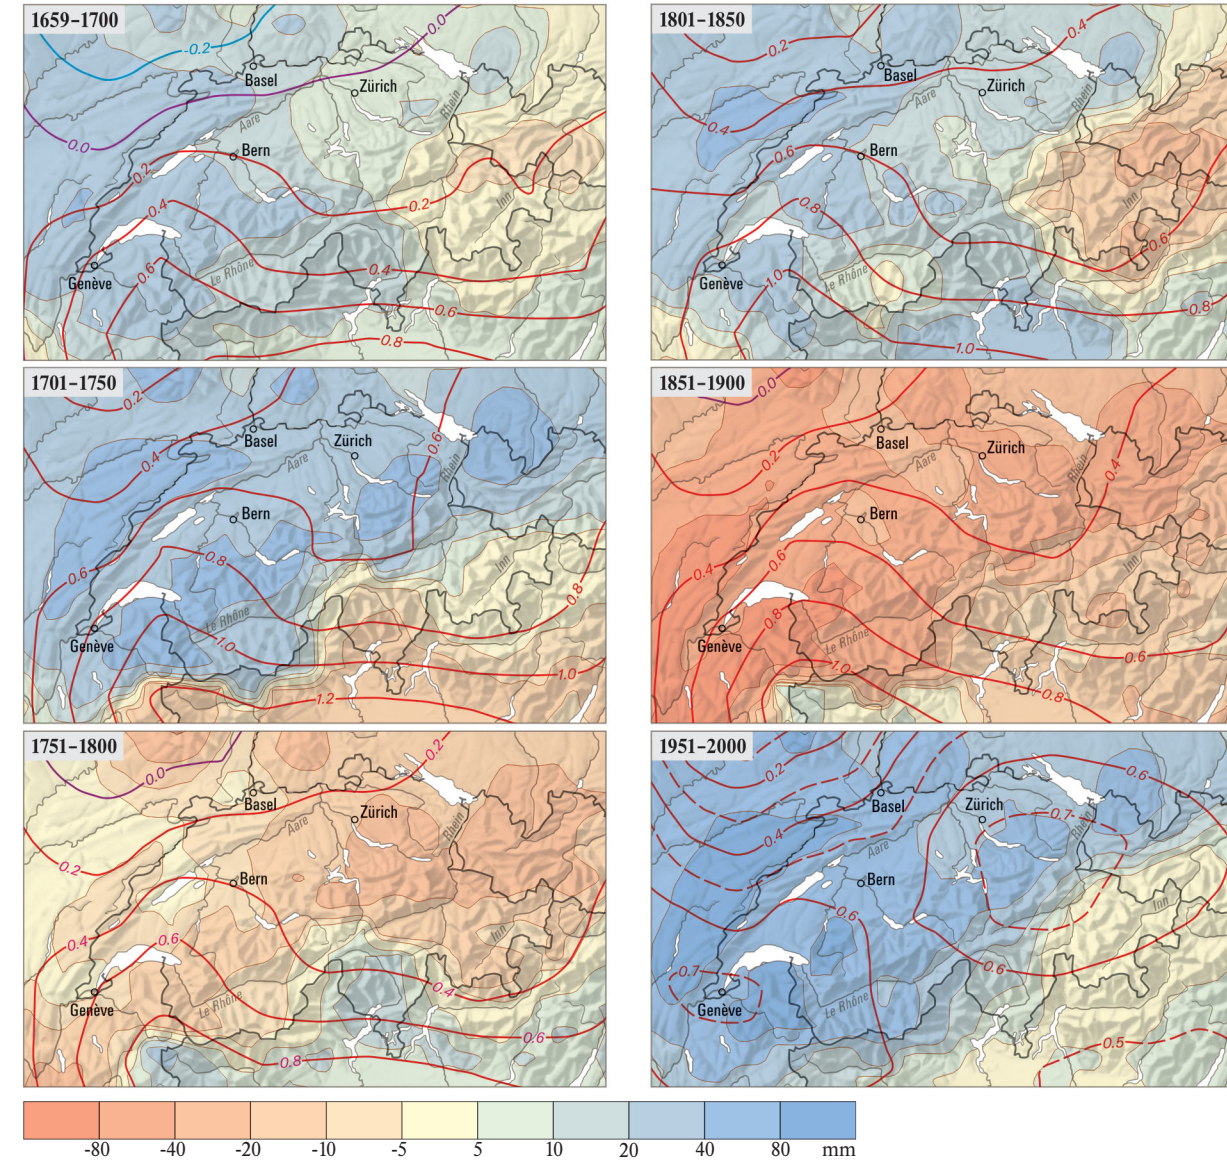 1659–1700
-0.2
0.0
Basel
Zürich
Aare
Rhein
0.0
Bern
0.2
0.4
0.2
Inn
Genève
0.6
Le Rhône
0.4
0.6
0.8
1801–1850
0.2
0.4
Basel
Zürich
0.4
Aare
Rhein
0.6
Bern
0.8
Inn
0.6
Genève
1.0
Le Rhône
0.8
1.0
1701–1750
0.2
Basel
Zürich
0.6
0.4
Aare
Rhein
Bern
0.8
Inn
0.6
0.8
Le Rhône
Genève
1.0
1.0
1.2
1851–1900
0.0
Basel
Zürich
0.2
Aare
Rhein
0.4
Bern
0.6
0.4
Inn
0.8
Le Rhône
Genève
1.0
0.6
0.8
1751–1800
0.0
0.2
Basel
Zürich
Aare
Rhein
0.2
Bern
0.4
0.6
Inn
Genève
Le Rhône
0.4
0.6
0.8
1951–2000
0.2
0.6
Basel
Zürich
0.4
0.7
Rhein
Aare
Bern
0.6
Inn
0.7
0.6
Genève
Le Rhône
0.5
-80 -40 -20 -10 -5 5 10 20 40 80 mm